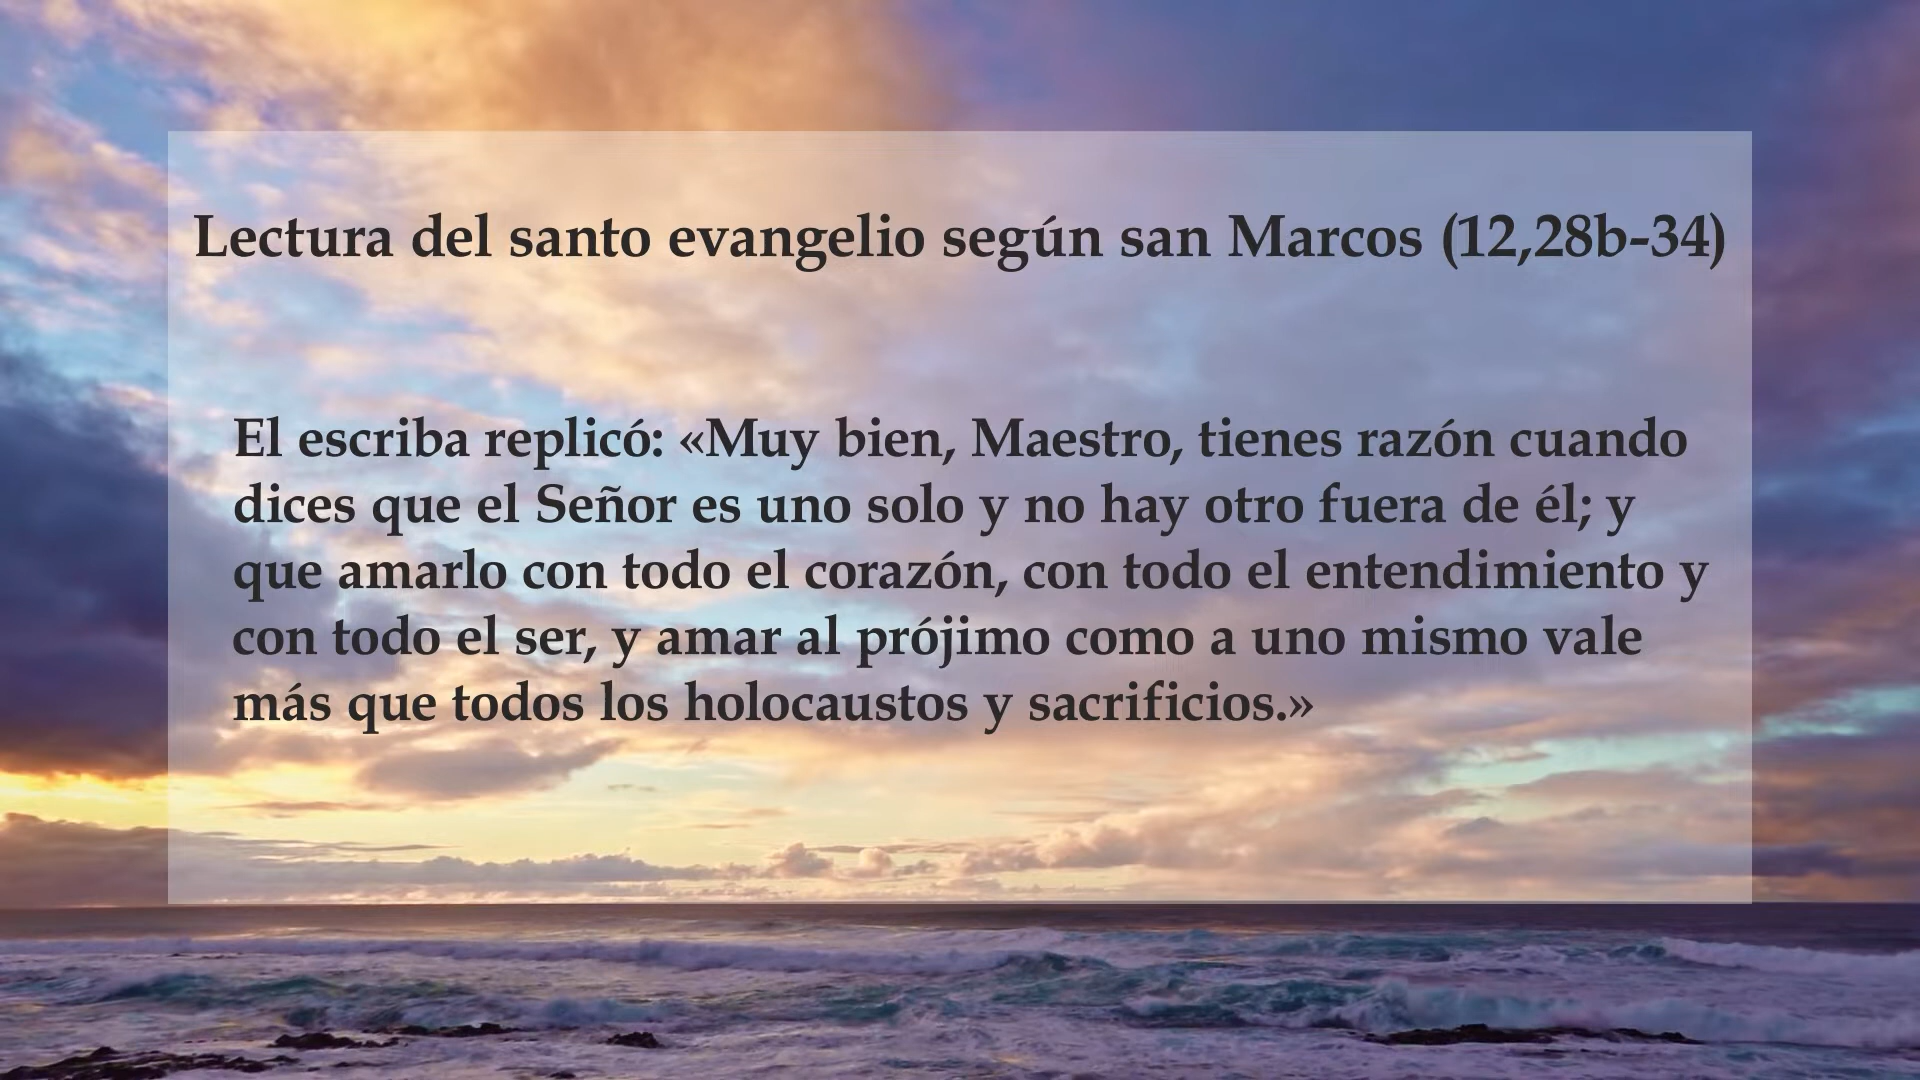 Lectura del santo evangelio según san Marcos (12,28b-34)
El escriba replicó: «Muy bien, Maestro, tienes razón cuando
dices que el Señor es uno solo y no hay otro fuera de él; y
que amarlo con todo el corazón, con todo el entendimiento y
con todo el ser, y amar al prójimo como a uno mismo vale
más que todos los holocaustos y sacrificios.»